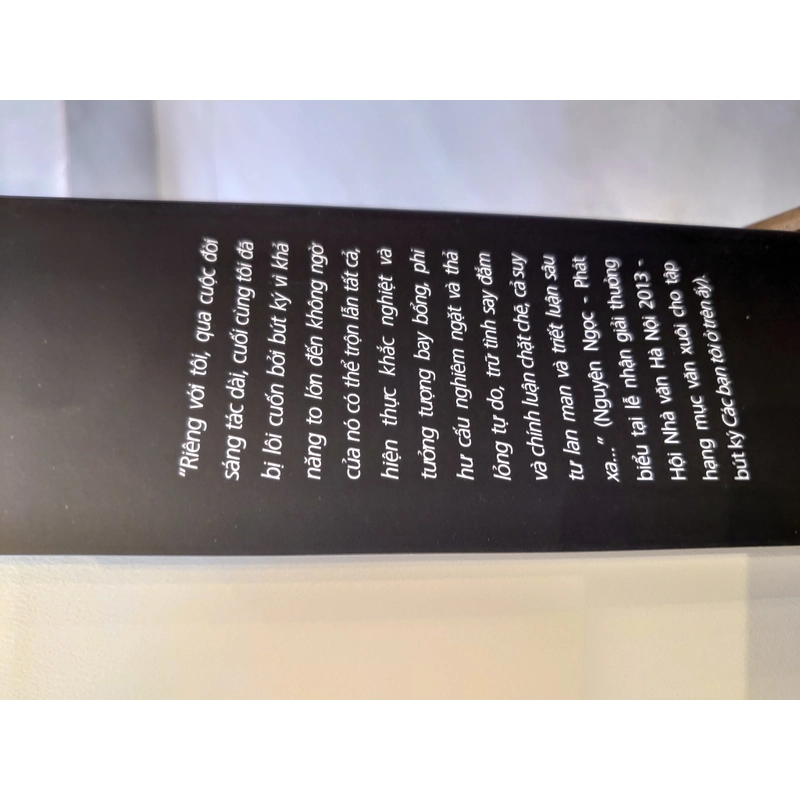 "Riêng với tôi, qua cuộc đời
sáng tác dài, cuối cùng tôi đã
bị lôi cuốn bởi bút ký vì khả
năng to lớn đến không ngờ
của nó có thể trộn lẫn tất cả,
hiện thực khắc nghiệt và
tưởng tượng bay bổng, phi
hư cấu nghiêm ngặt và thả
lỏng tự do, trữ tình say đắm
và chính luận chặt chẽ, cả suy
tư lan man và triết luận sâu
xa..." (Nguyên Ngọc - Phát
biểu tại lễ nhận giải thưởng
Hội Nhà văn Hà Nội 2013 -
hạng mục văn xuôi cho tập
bút ký Các bạn tôi ở trên ấy).